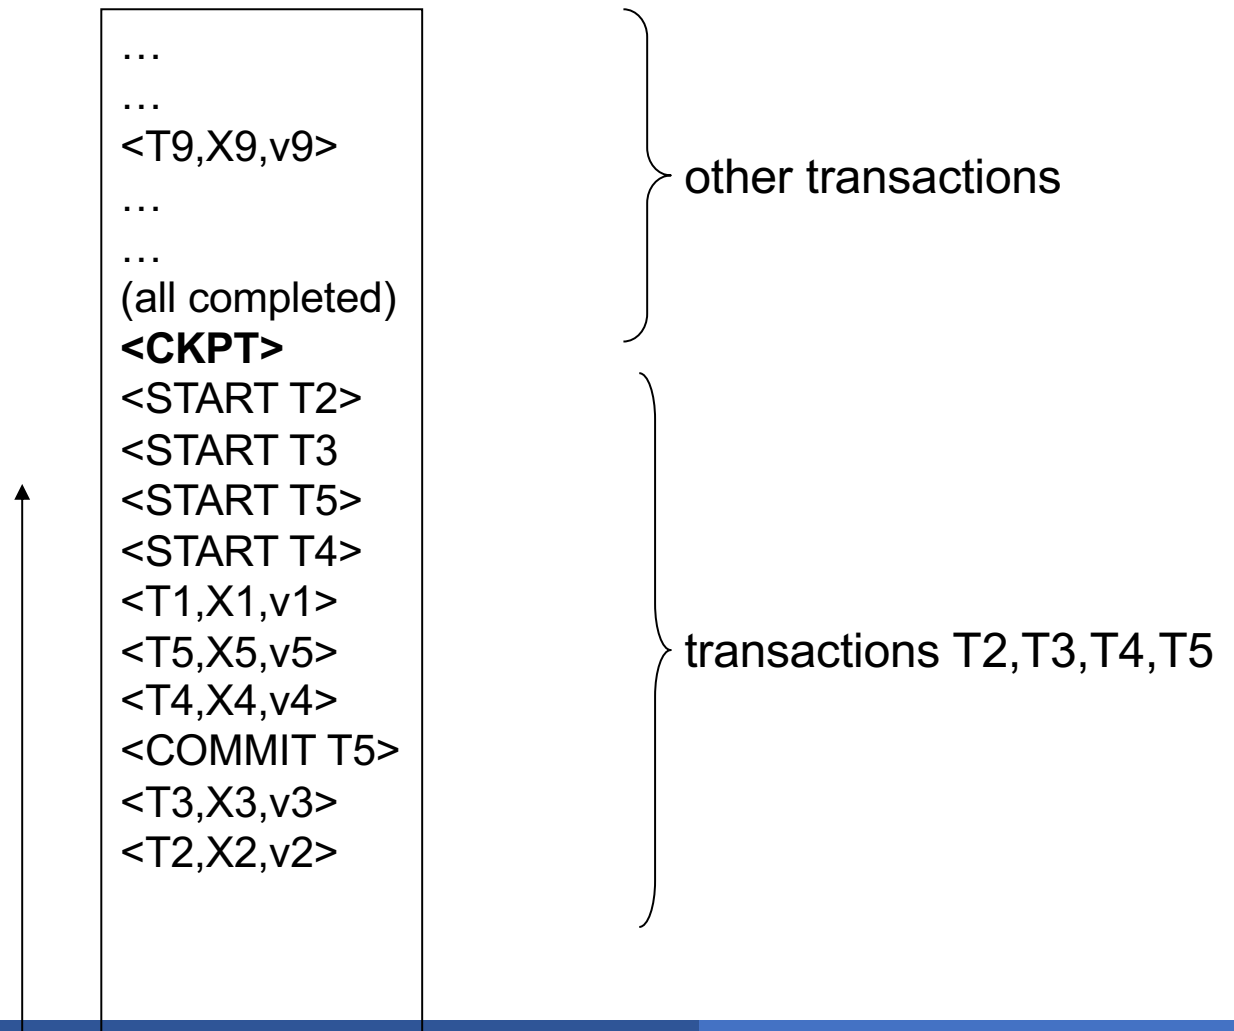 …
…
<T9,X9,v9>
…
…
(all completed)
<CKPT>
<START T2>
<START T3
<START T5>
<START T4>
<T1,X1,v1>
<T5,X5,v5>
<T4,X4,v4>
<COMMIT T5>
<T3,X3,v3>
<T2,X2,v2>
other transactions
transactions T2,T3,T4,T5